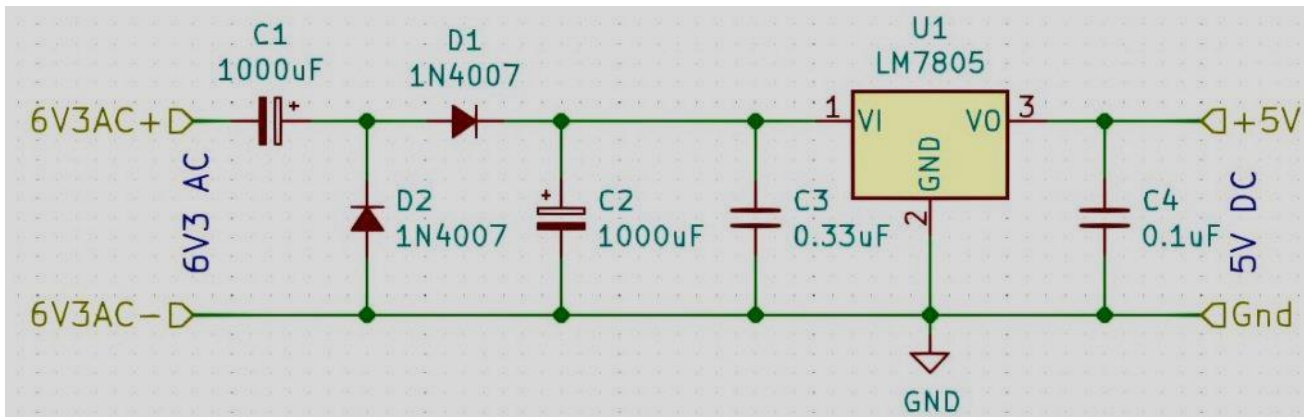 C1
1000uF
D1
1N4007
U1
LM7805
6V3AC+
+
1
VI
VO
3
+5V
6V3 AC
D2
1N4007
+
C2
1000uF
C3
0.33uF
GND
2
C4
0.1uF
5V DC
6V3AC-
Gnd
GND